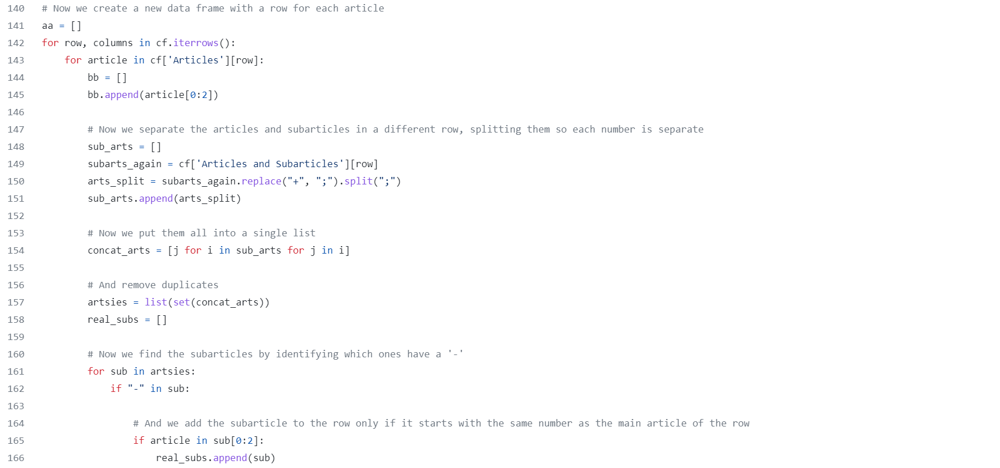 140 # Now we create a new data frame with a row for each article
141 aa = []
142 for row, columns in cf.iterrows():
143     for article in cf['Articles'][row]:
144         bb = []
145         bb.append(article[0:2])
146
147         # Now we separate the articles and subarticles in a different row, splitting them so each number is separate
148         sub_arts = []
149         subarts_again = cf['Articles and Subarticles'][row]
150         arts_split = subarts_again.replace("+", ";").split(";")
151         sub_arts.append(arts_split)
152
153         # Now we put them all into a single list
154         concat_arts = [j for i in sub_arts for j in i]
155
156         # And remove duplicates
157         artsies = list(set(concat_arts))
158         real_subs = []
159
160         # Now we find the subarticles by identifying which ones have a '-'
161         for sub in artsies:
162             if "-" in sub:
163
164                 # And we add the subarticle to the row only if it starts with the same number as the main article of the row
165                 if article in sub[0:2]:
166                     real_subs.append(sub)